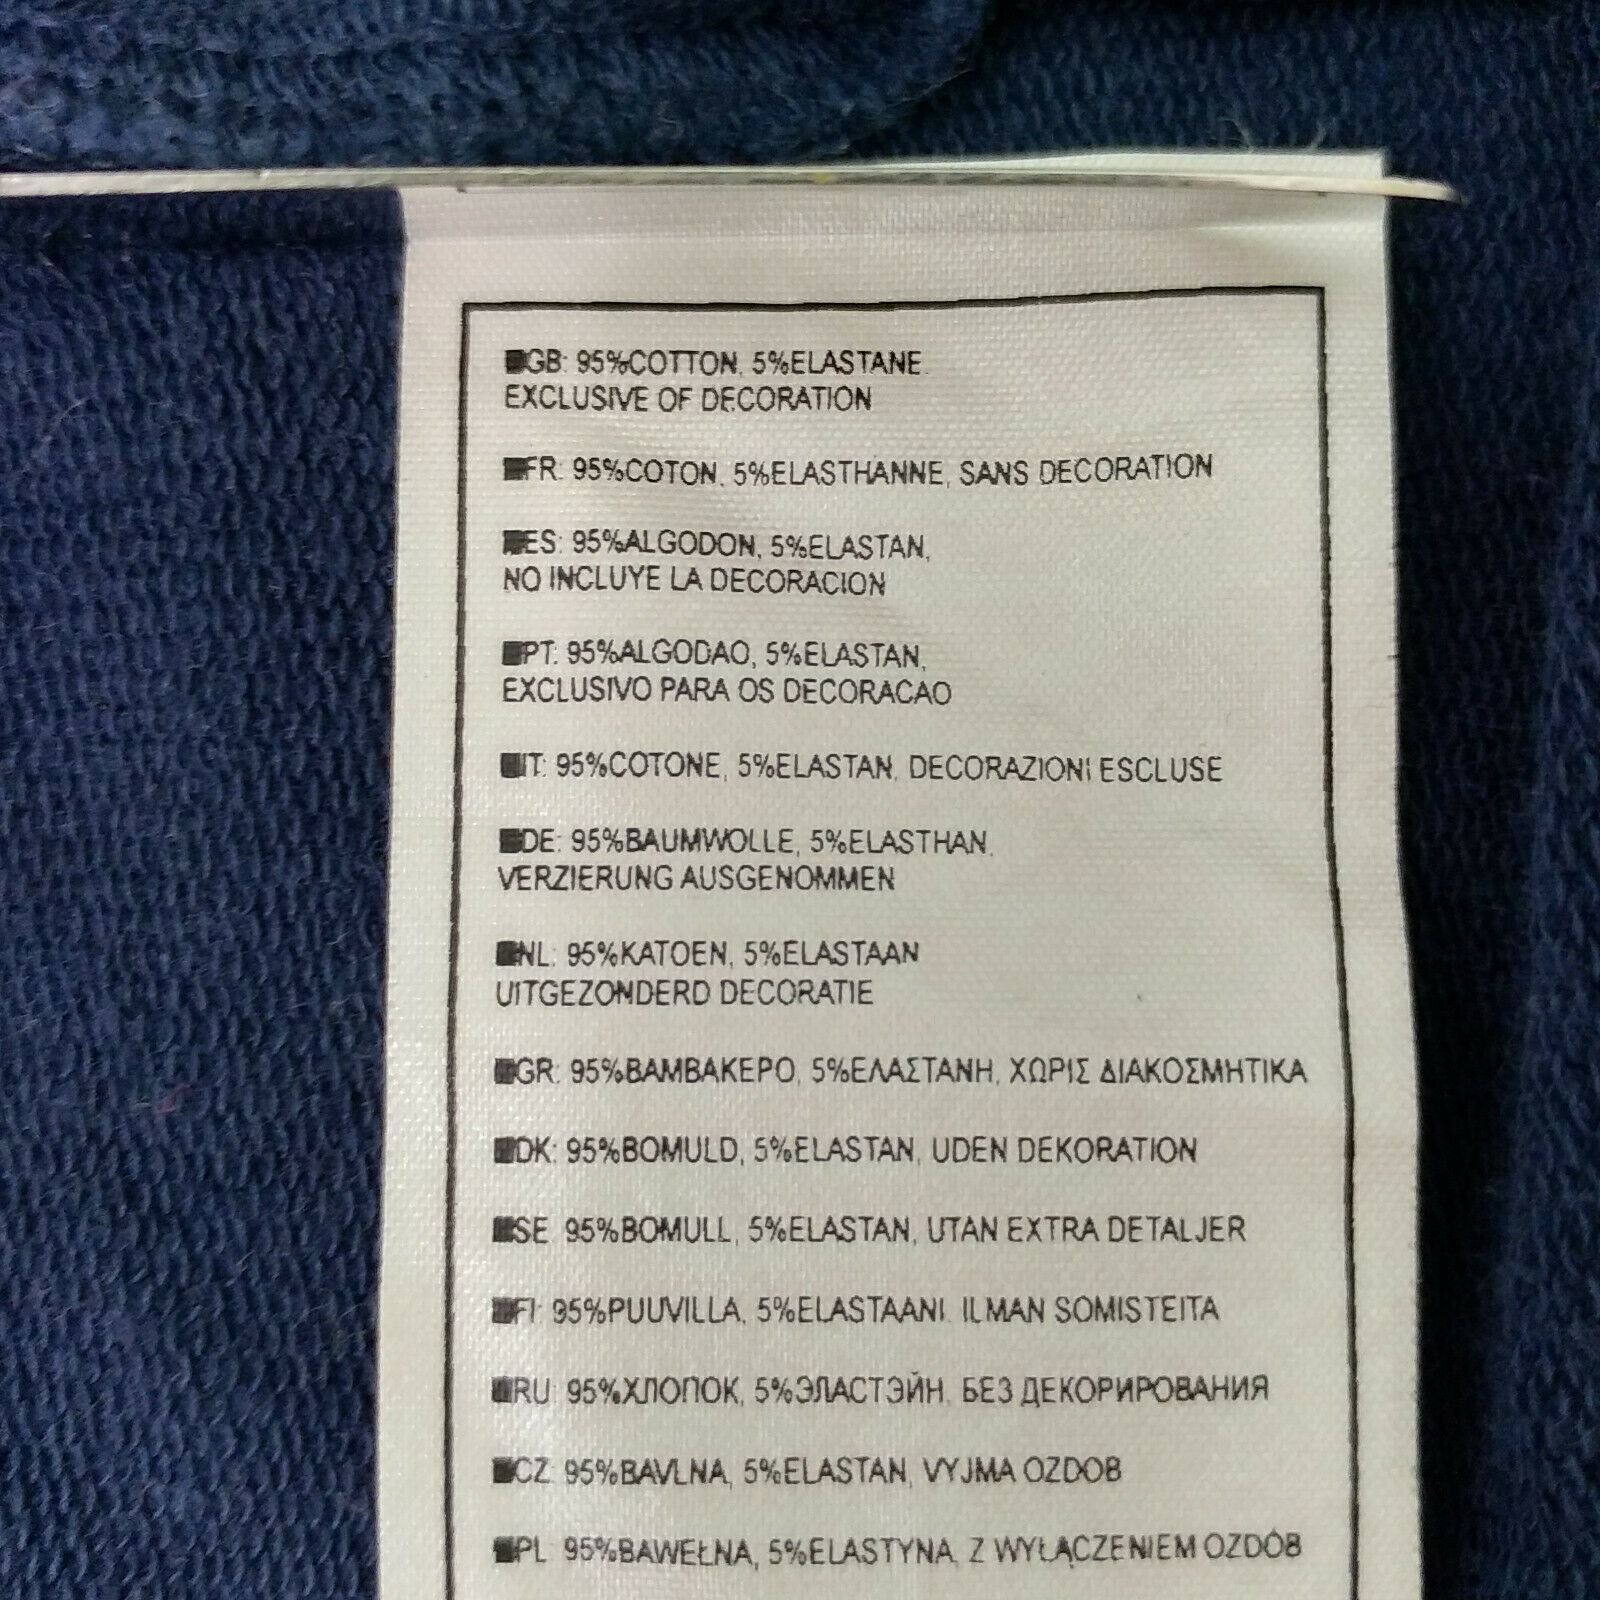 GB: 95%COTTON, 5%ELASTANE.
EXCLUSIVE OF DECORATION
FR: 95%COTON, 5%ELASTHANNE, SANS DECORATION
ES: 95%ALGODON, 5%ELASTAN,
NO INCLUYE LA DECORACION
PT: 95%ALGODAO, 5%ELASTAN,
EXCLUSIVO PARA OS DECORACAO
IT: 95%COTONE, 5%ELASTAN, DECORAZIONI ESCLUSE
DE: 95%BAUMWOLLE, 5%ELASTHAN,
VERZIERUNG AUSGENOMMEN
NL: 95%KATOEN, 5%ELASTAAN
UITGEZONDERD DECORATIE
GR: 95%ΒΑΜΒΑΚΕΡΟ, 5%ΕΛΑΣΤΑΝΗ, ΧΩΡΙΣ ΔΙΑΚΟΣΜΗΤΙΚΑ
DK: 95%BOMULD, 5%ELASTAN, UDEN DEKORATION
SE: 95%BOMULL, 5%ELASTAN, UTAN EXTRA DETALJER
FI: 95%PUUVILLA, 5%ELASTAANI, ILMAN SOMISTEITA
RU: 95%ХЛОПОК, 5%ЭЛАСТЭЙН, БЕЗ ДЕКОРИРОВАНИЯ
CZ: 95%BAVLNA, 5%ELASTAN, VYJMA OZDOB
PL: 95%BAWEŁNA, 5%ELASTYNA, Z WYŁĄCZENIEM OZDÓB